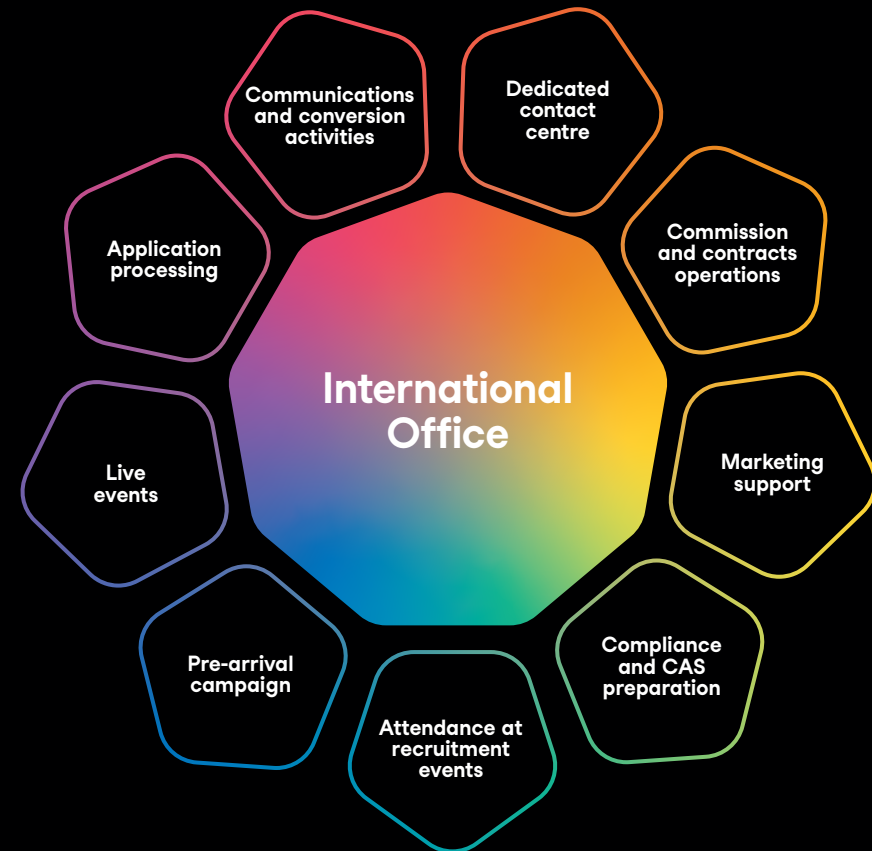 Communications
and conversion
activities
Dedicated
contact
centre
Commission
and contracts
operations
Marketing
support
Compliance
and CAS
preparation
Attendance at
recruitment
events
Pre-arrival
campaign
Live
events
Application
processing
International
Office